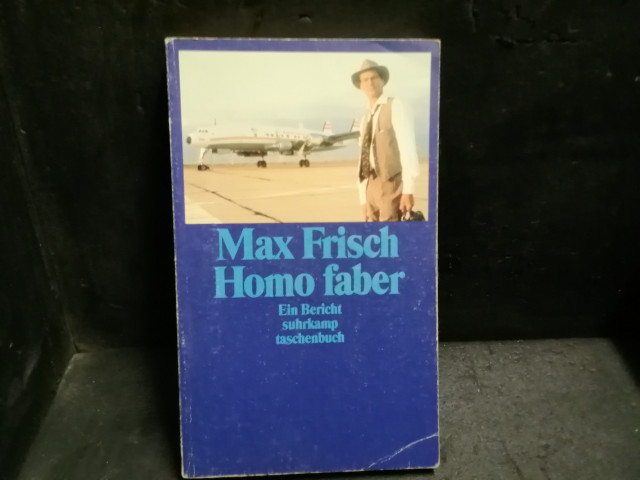 Max Frisch
Homo faber
Ein Bericht
suhrkamp
taschenbuch